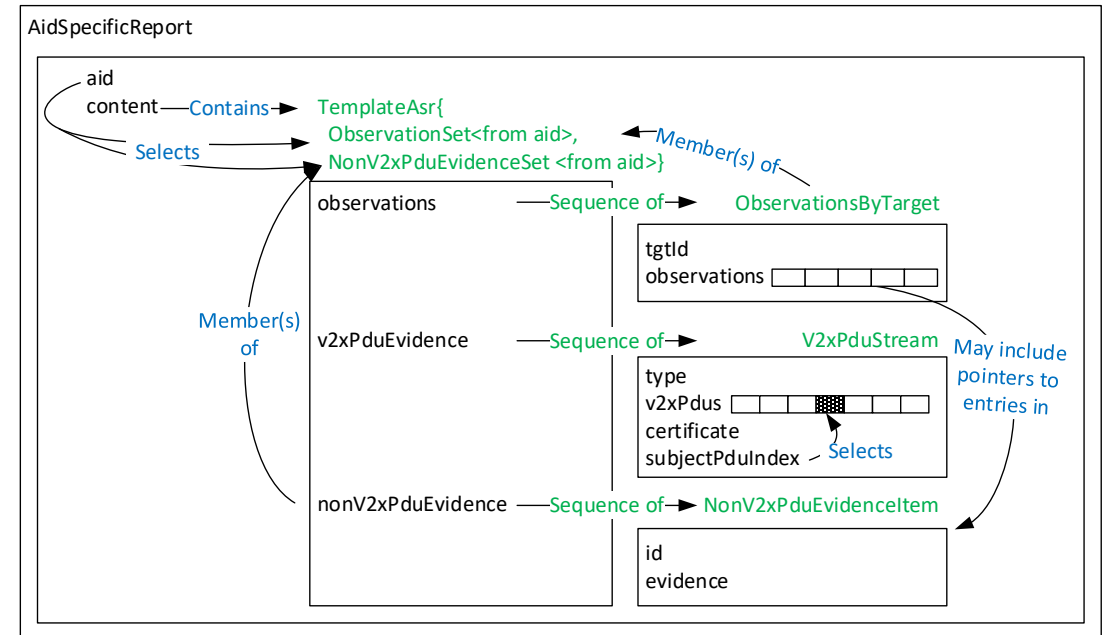 AidSpecificReport
aid
content
Contains
TemplateAsr{
ObservationSet<from aid>,
NonV2xPduEvidenceSet <from aid>}
Selects
Member(s) of
observations
Sequence of
ObservationsByTarget
tgtId
observations
Member(s)
of
v2xPduEvidence
Sequence of
V2xPduStream
May include
pointers to
entries in
type
v2xPdus
certificate
subjectPduIndex
Selects
nonV2xPduEvidence
Sequence of
NonV2xPduEvidenceItem
id
evidence